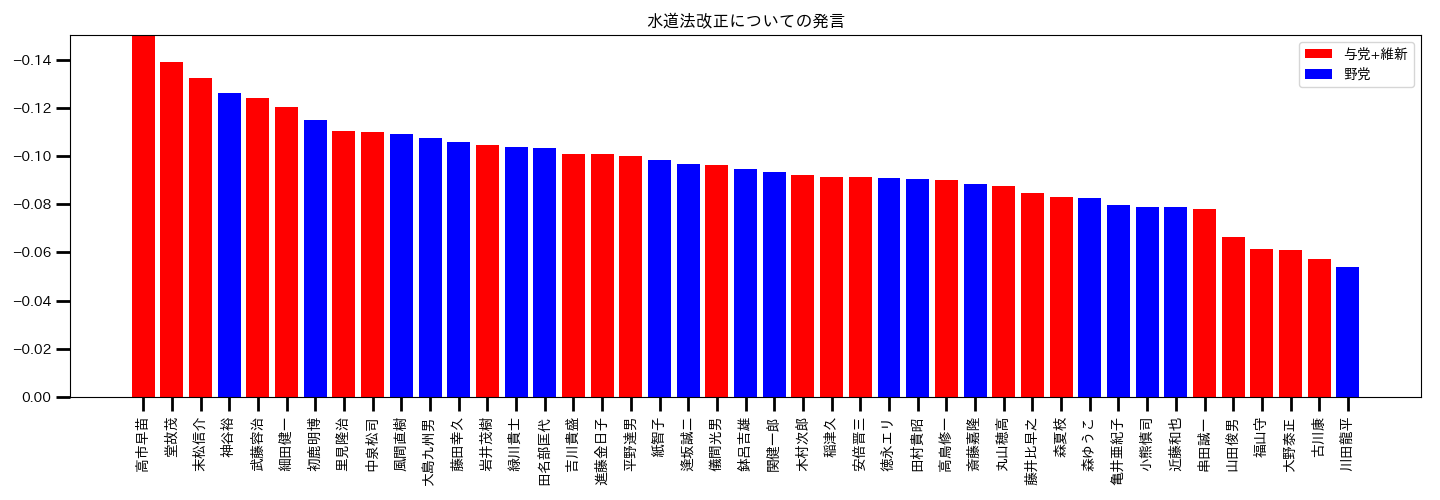 水道法改正についての発言
与党+維新
野党
−0.14
−0.12
−0.10
−0.08
−0.06
−0.04
−0.02
0.00
高市早苗
堂故茂
末松信介
神谷裕
武藤容治
細田健一
初鹿明博
里見隆治
中泉松司
風間直樹
大島九州男
藤田幸久
岩井茂樹
緑川貴士
田名部匡代
吉川貴盛
進藤金日子
平野達男
紙智子
逢坂誠二
儀間光男
鉢呂吉雄
関健一郎
木村次郎
稲津久
安倍晋三
徳永エリ
田村貴昭
高鳥修一
斎藤嘉隆
丸山穂高
藤井比早之
森夏枝
森ゆうこ
亀井亜紀子
小熊慎司
近藤和也
串田誠一
山田俊男
福山守
大野泰正
古川康
川田龍平